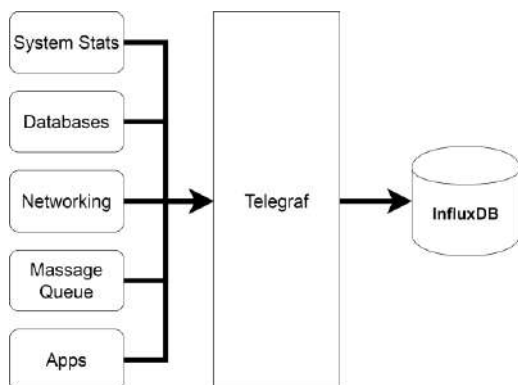 System Stats
Databases
Networking
Massage
Queue
Apps
Telegraf
InfluxDB